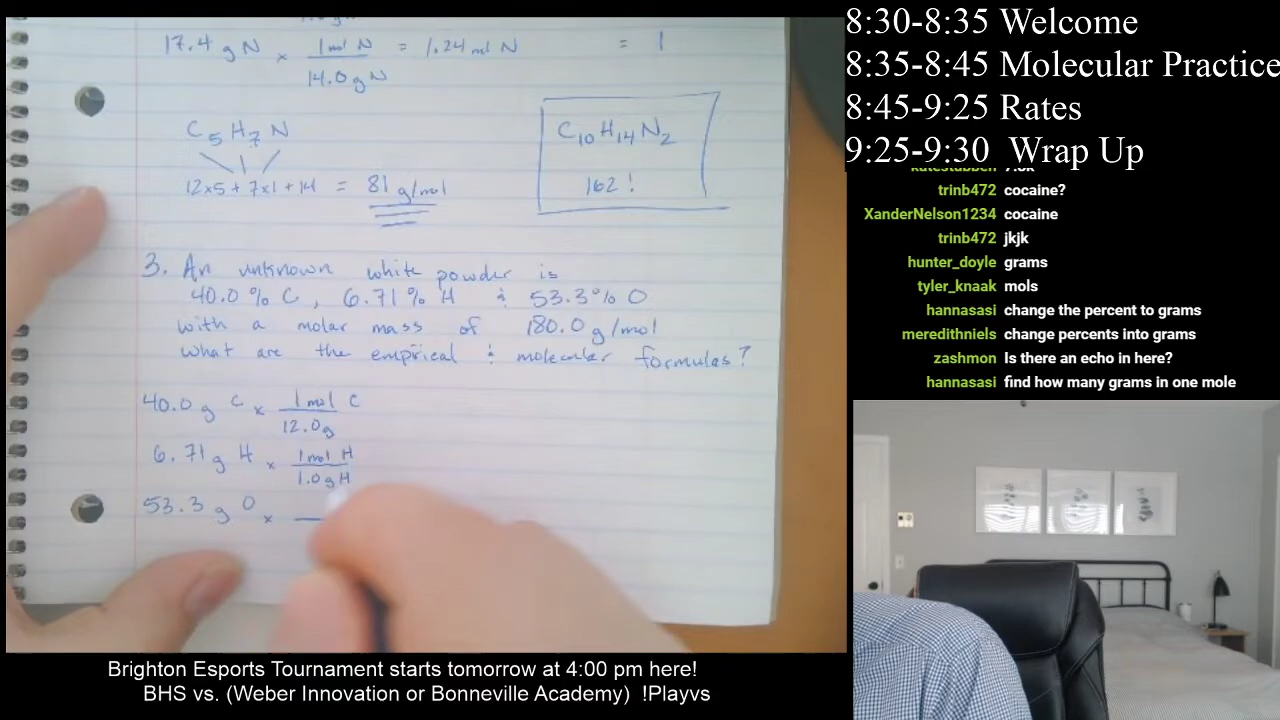 17.4 g N × 1 mol N = 1.24 mol N = 1
14.0 g N
C5H7N
12×5 + 7×1 + 14 = 81 g/mol
C10H14N2
162!
3. An unknown white powder is
40.0 % C, 6.71% H & 53.3% O
with a molar mass of 180.0 g/mol
What are the empirical & molecular formulas?
40.0 g C × 1 mol C
12.0g
6.71 g H × 1 mol H
1.0 g H
53.3 g O ×
8:30-8:35 Welcome
8:35-8:45 Molecular Practice
8:45-9:25 Rates
9:25-9:30 Wrap Up
trinb472 cocaine?
XanderNelson1234 cocaine
trinb472 jkjk
hunter_doyle grams
tyler_knaak mols
hannasasi change the percent to grams
meredithniels change percents into grams
zashmon Is there an echo in here?
hannasasi find how many grams in one mole
Brighton Esports Tournament starts tomorrow at 4:00 pm here!
BHS vs. (Weber Innovation or Bonneville Academy) !Playvs